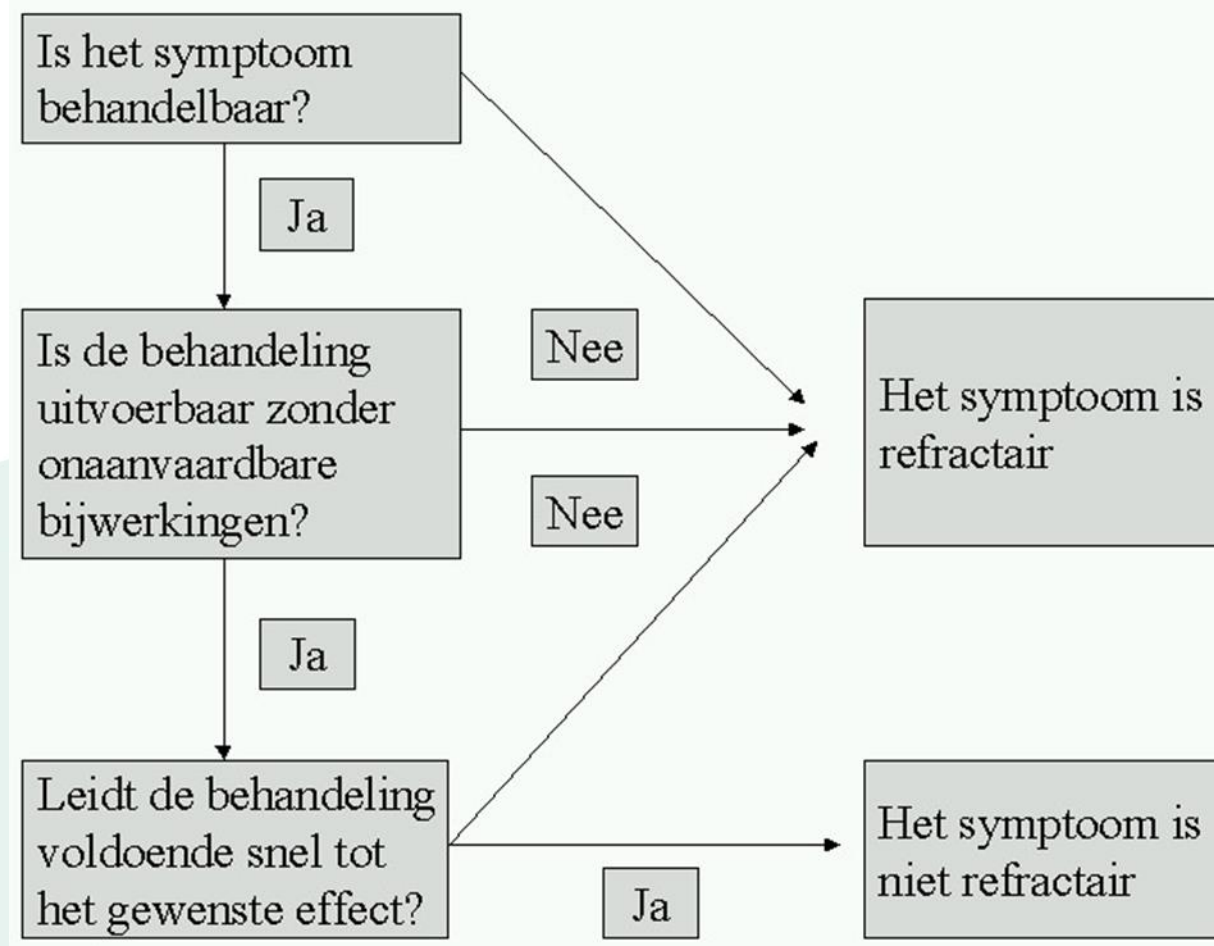 Is het symptoom
behandelbaar?
Ja
Is de behandeling
uitvoerbaar zonder
onaanvaardbare
bijwerkingen?
Nee
Nee
Het symptoom is
refractair
Ja
Leidt de behandeling
voldoende snel tot
het gewenste effect?
Ja
Het symptoom is
niet refractair